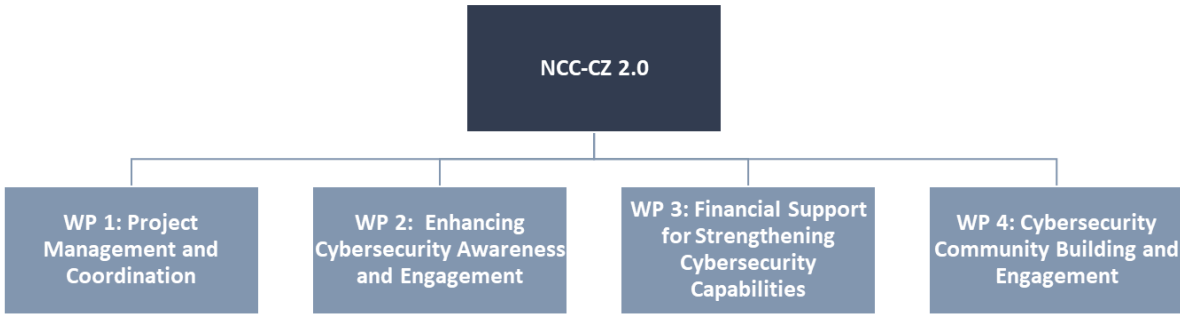 NCC-CZ 2.0
WP 1: Project
Management and
Coordination
WP 2:  Enhancing
Cybersecurity Awareness
and Engagement
WP 3: Financial Support
for Strengthening
Cybersecurity
Capabilities
WP 4: Cybersecurity
Community Building and
Engagement